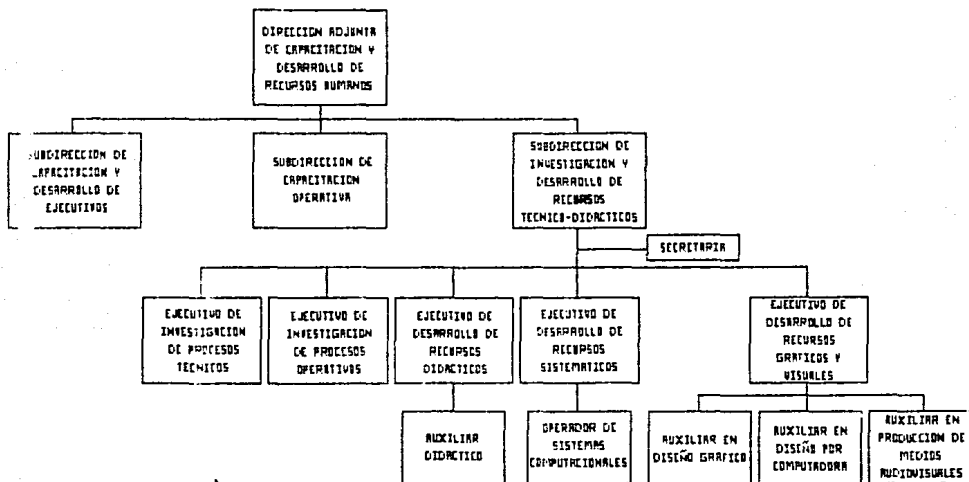 DIRECCION ADJUNTA
DE CAPACITACION Y
DESARROLLO DE
RECURSOS HUMANOS
SUBDIRECCION DE
CAPACITACION Y
DESARROLLO DE
EJECUTIVOS
SUBDIRECCION DE
CAPACITACION
OPERATIVA
SUBDIRECCION DE
INVESTIGACION Y
DESARROLLO DE
RECURSOS
TECNICO-DIDACTICOS
SECRETARIA
EJECUTIVO DE
INVESTIGACION
DE PROCESOS
TECNICOS
EJECUTIVO DE
INVESTIGACION
DE PROCESOS
OPERATIVOS
EJECUTIVO DE
DESARROLLO DE
RECURSOS
DIDACTICOS
EJECUTIVO DE
DESARROLLO DE
RECURSOS
SISTEMATICOS
EJECUTIVO DE
DISARROLLO DE
RECURSOS
GRAFICOS Y
VISUALES
AUXILIAR
DIDACTICO
OPERADOR DE
SISTEMAS
COMPUTACIONALES
AUXILIAR EN
DISEÑO GRAFICO
AUXILIAR EN
DISEÑO POR
COMPUTADORA
AUXILIAR EN
PRODUCCION DE
MEDIOS
AUDIOVISUALES